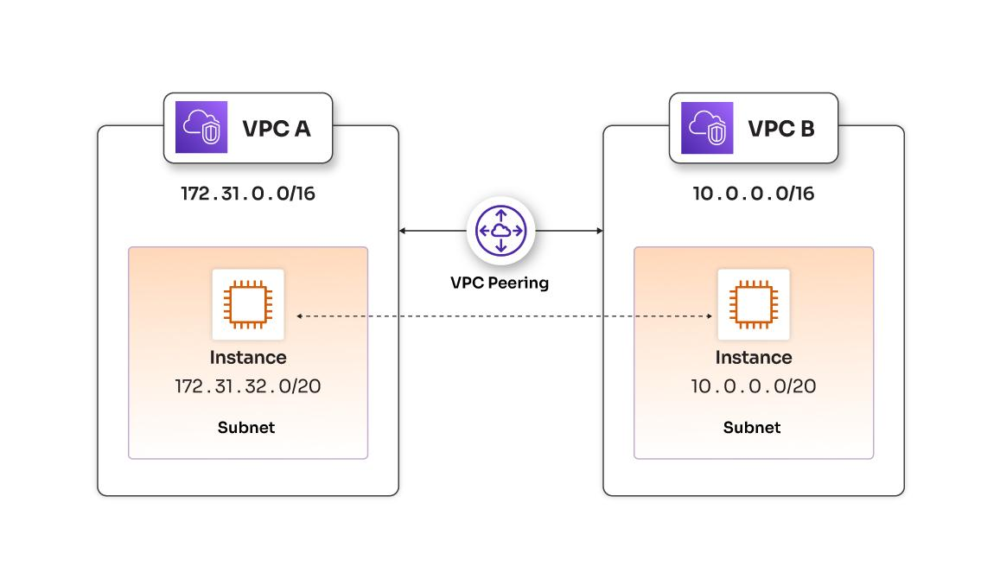 VPC A
172.31.0.0/16
Instance
172.31.32.0/20
Subnet
VPC Peering
VPC B
10.0.0.0/16
Instance
10.0.0.0/20
Subnet